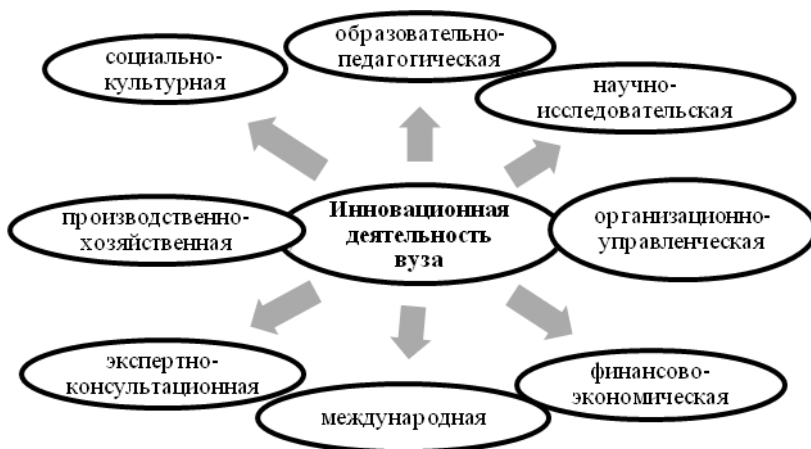 социально-
культурная
образовательно-
педагогическая
научно-
исследовательская
производственно-
хозяйственная
Инновационная
деятельность
вуза
организационно-
управленческая
экспертно-
консультационная
международная
финансово-
экономическая